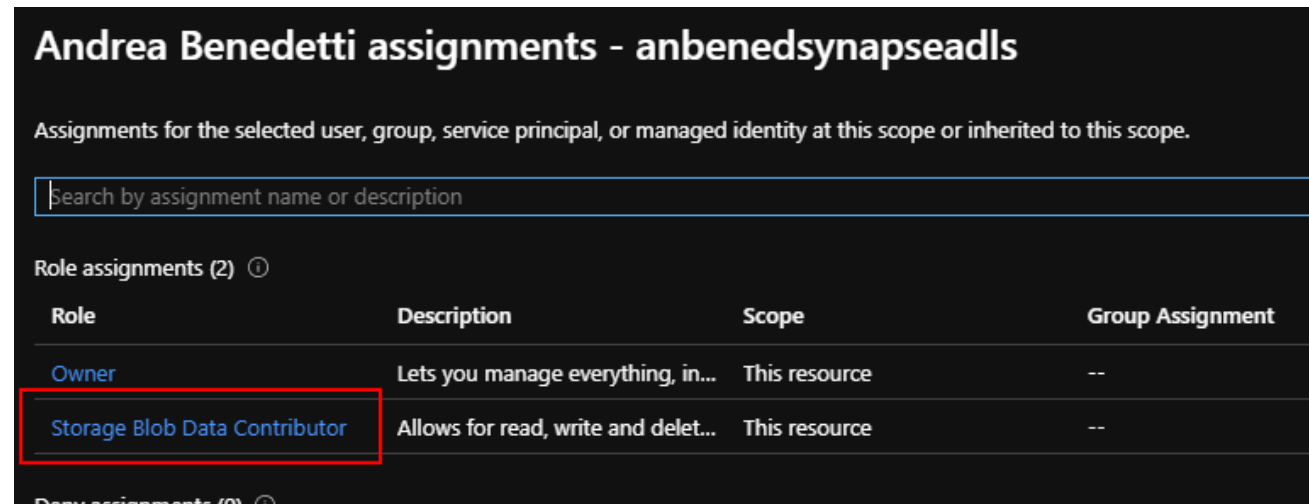 Andrea Benedetti assignments - anbenedsynapseadls
Assignments for the selected user, group, service principal, or managed identity at this scope or inherited to this scope.
Search by assignment name or description
Role assignments (2)
Role Description Scope Group Assignment
Owner Lets you manage everything, in... This resource --
Storage Blob Data Contributor Allows for read, write and delet... This resource --
Deny assignments (0)